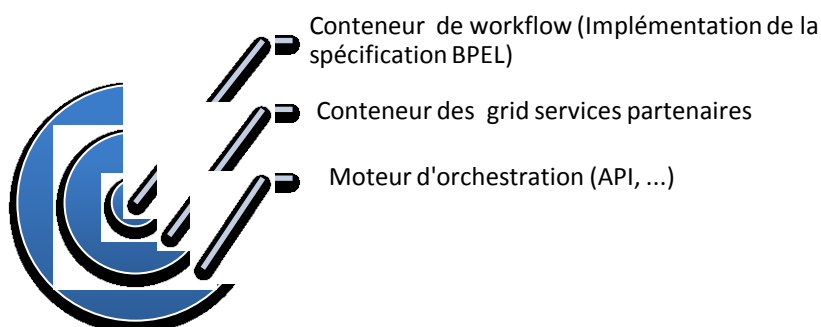 Conteneur de workflow (Implémentation de la
spécification BPEL)
Conteneur des grid services partenaires
Moteur d'orchestration (API, ...)